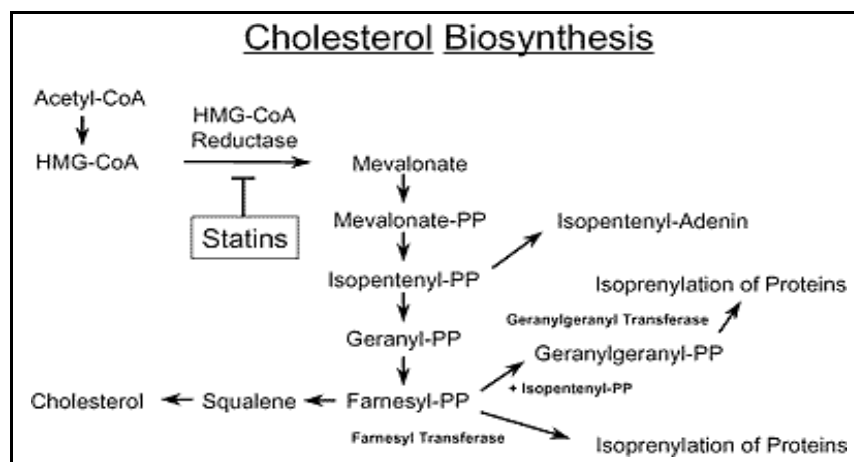 Cholesterol Biosynthesis
Acetyl-CoA
HMG-CoA
Reductase
HMG-CoA
Mevalonate
Statins
Mevalonate-PP
Isopentenyl-Adenin
Isopentenyl-PP
Isoprenylation of Proteins
Geranylgeranyl Transferase
Geranyl-PP
Geranylgeranyl-PP
+ Isopentenyl-PP
Cholesterol
Squalene
Farnesyl-PP
Farnesyl Transferase
Isoprenylation of Proteins